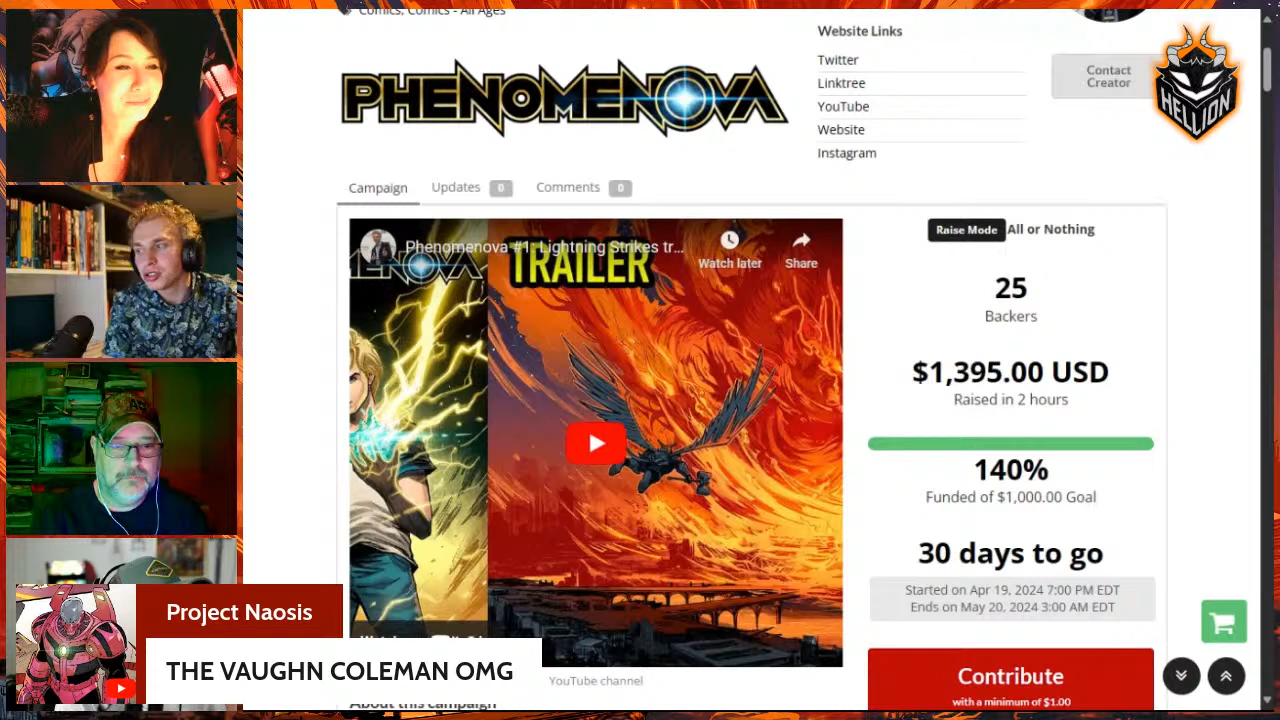 Comics, Comics - All Ages
Website Links
Twitter
Linktree
YouTube
Website
Instagram
Contact
Creator
HELLION
PHENOMENOVA
Campaign
Updates 0
Comments 0
Phenomenova #1: Lightning Strikes tr...
Watch later
Share
TRAILER
Raise Mode All or Nothing
25
Backers
$1,395.00 USD
Raised in 2 hours
140%
Funded of $1,000.00 Goal
30 days to go
Started on Apr 19, 2024 7:00 PM EDT
Ends on May 20, 2024 3:00 AM EDT
Contribute
with a minimum of $1.00
YouTube channel
About this campaign
Project Naosis
THE VAUGHN COLEMAN OMG